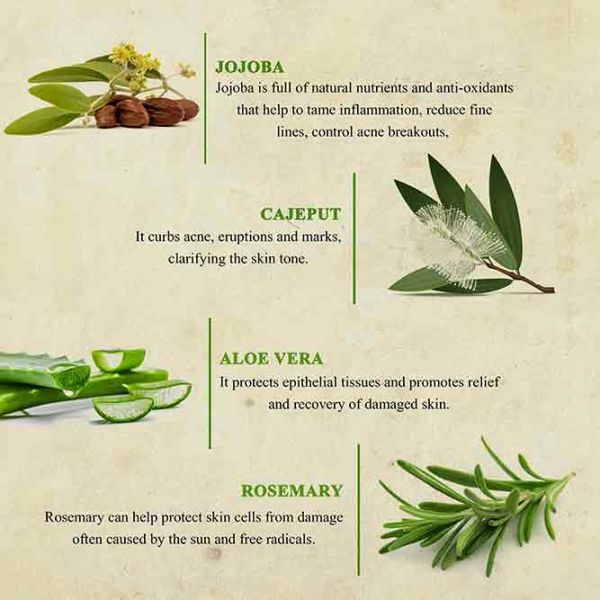 JOJOBA
Jojoba is full of natural nutrients and anti-oxidants
that help to tame inflammation, reduce fine
lines, control acne breakouts,
CAJEPUT
It curbs acne, eruptions and marks,
clarifying the skin tone.
ALOE VERA
It protects epithelial tissues and promotes relief
and recovery of damaged skin.
ROSEMARY
Rosemary can help protect skin cells from damage
often caused by the sun and free radicals.